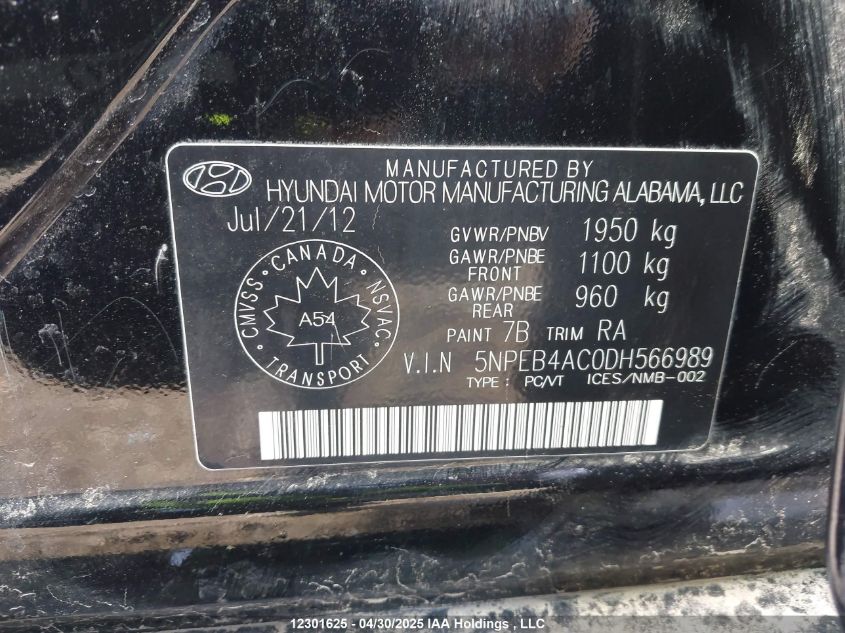 MANUFACTURED BY
HYUNDAI MOTOR MANUFACTURING ALABAMA, LLC
Jul/21/12
GVWR/PNBV 1950 kg
GAWR/PNBE FRONT 1100 kg
GAWR/PNBE REAR 960 kg
CMVSS • CANADA • NSVAC • TRANSPORT •
A54
PAINT 7B TRIM RA
V.I.N 5NPEB4AC0DH566989
TYPE : PC/VT ICES/NMB-002
12301625 - 04/30/2025 IAA Holdings , LLC